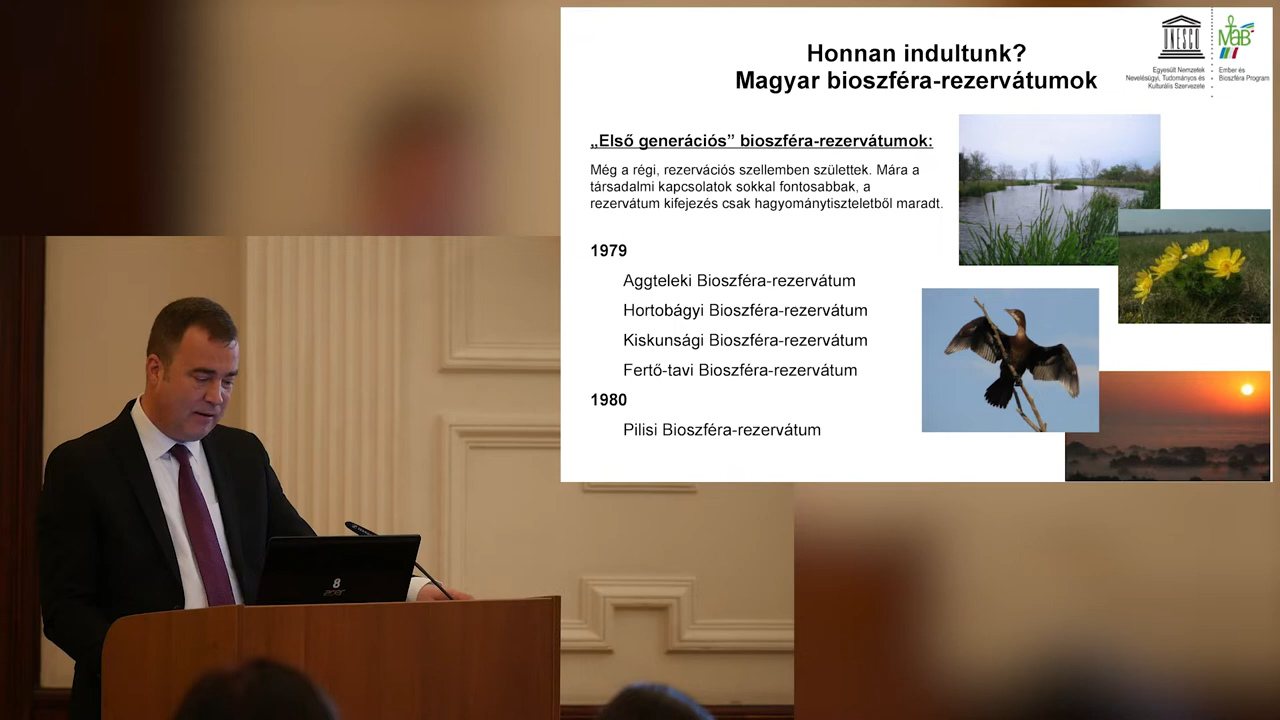 Honnan indultunk?
Magyar bioszféra-rezervátumok
UNESCO
MaB
Egyesült Nemzetek
Nevelésügyi, Tudományos és
Kulturális Szervezete
Ember és
Bioszféra Program
„Első generációs” bioszféra-rezervátumok:
Még a régi, rezervációs szellemben születtek. Mára a
társadalmi kapcsolatok sokkal fontosabbak, a
rezervátum kifejezés csak hagyománytiszteletből maradt.
1979
Aggteleki Bioszféra-rezervátum
Hortobágyi Bioszféra-rezervátum
Kiskunsági Bioszféra-rezervátum
Fertő-tavi Bioszféra-rezervátum
1980
Pilisi Bioszféra-rezervátum
8
acer